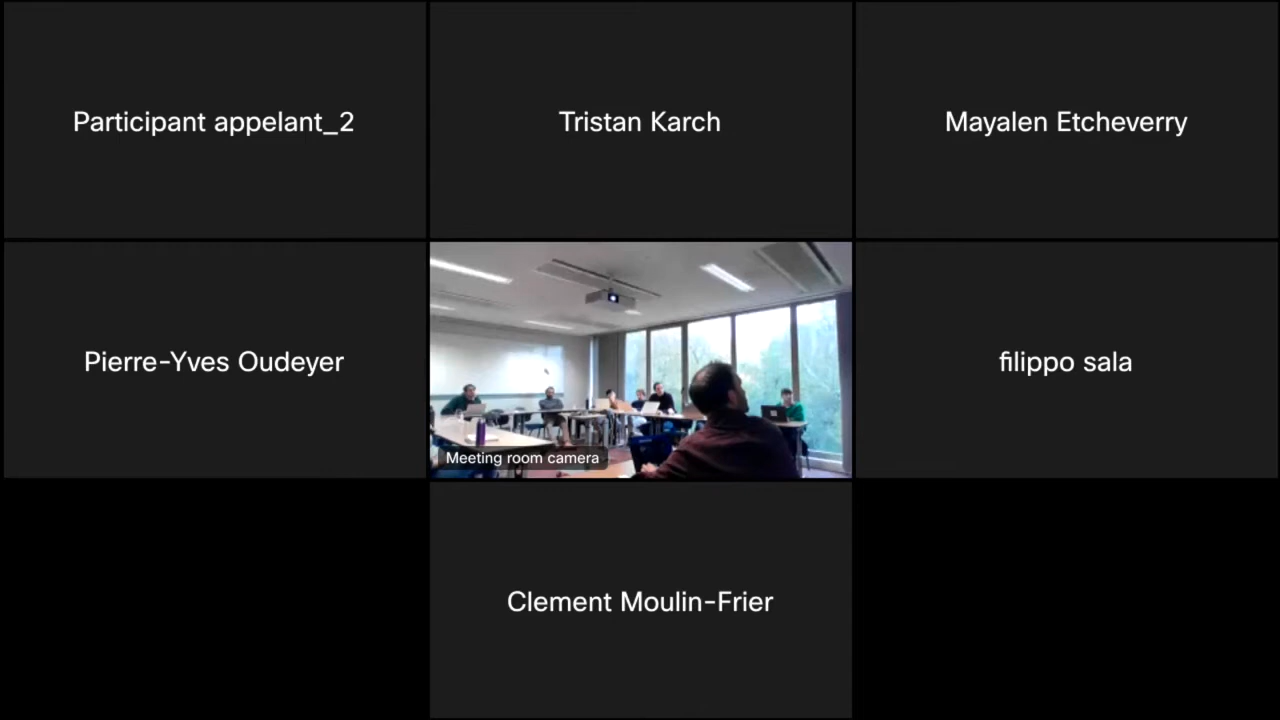 Participant appelant_2
Tristan Karch
Mayalen Etcheverry
Pierre-Yves Oudeyer
Meeting room camera
filippo sala
Clement Moulin-Frier